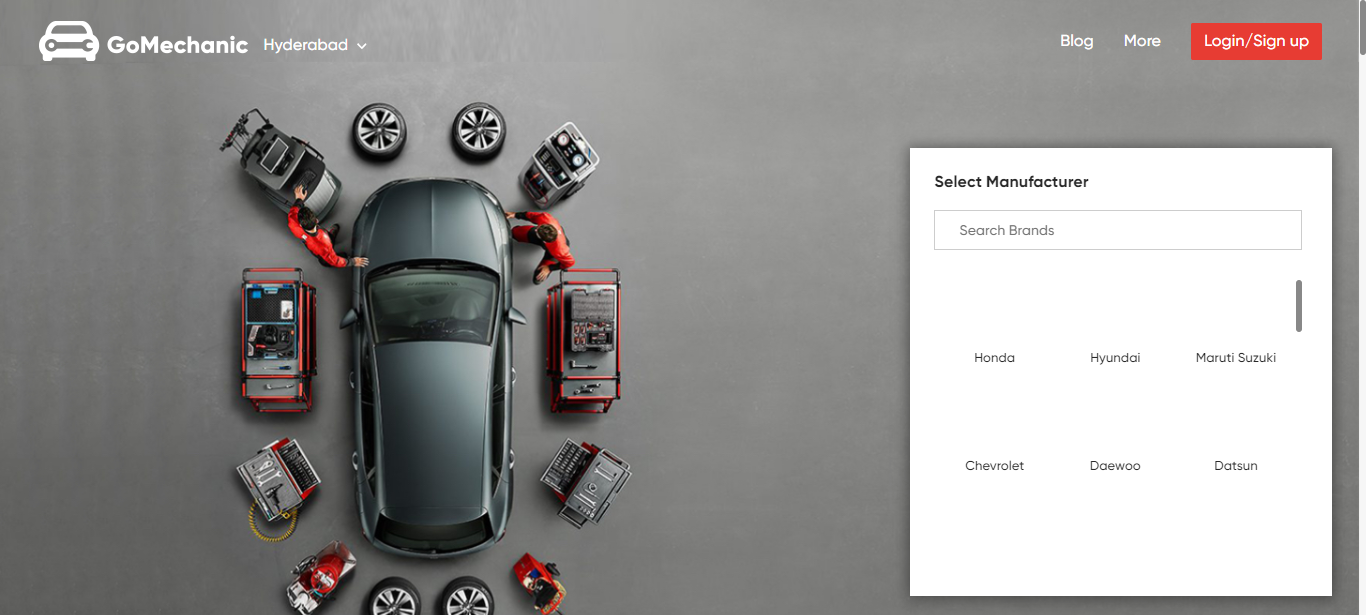 GoMechanic Hyderabad
Blog More Login/Sign up
Select Manufacturer
Search Brands
Honda Hyundai Maruti Suzuki
Chevrolet Daewoo Datsun